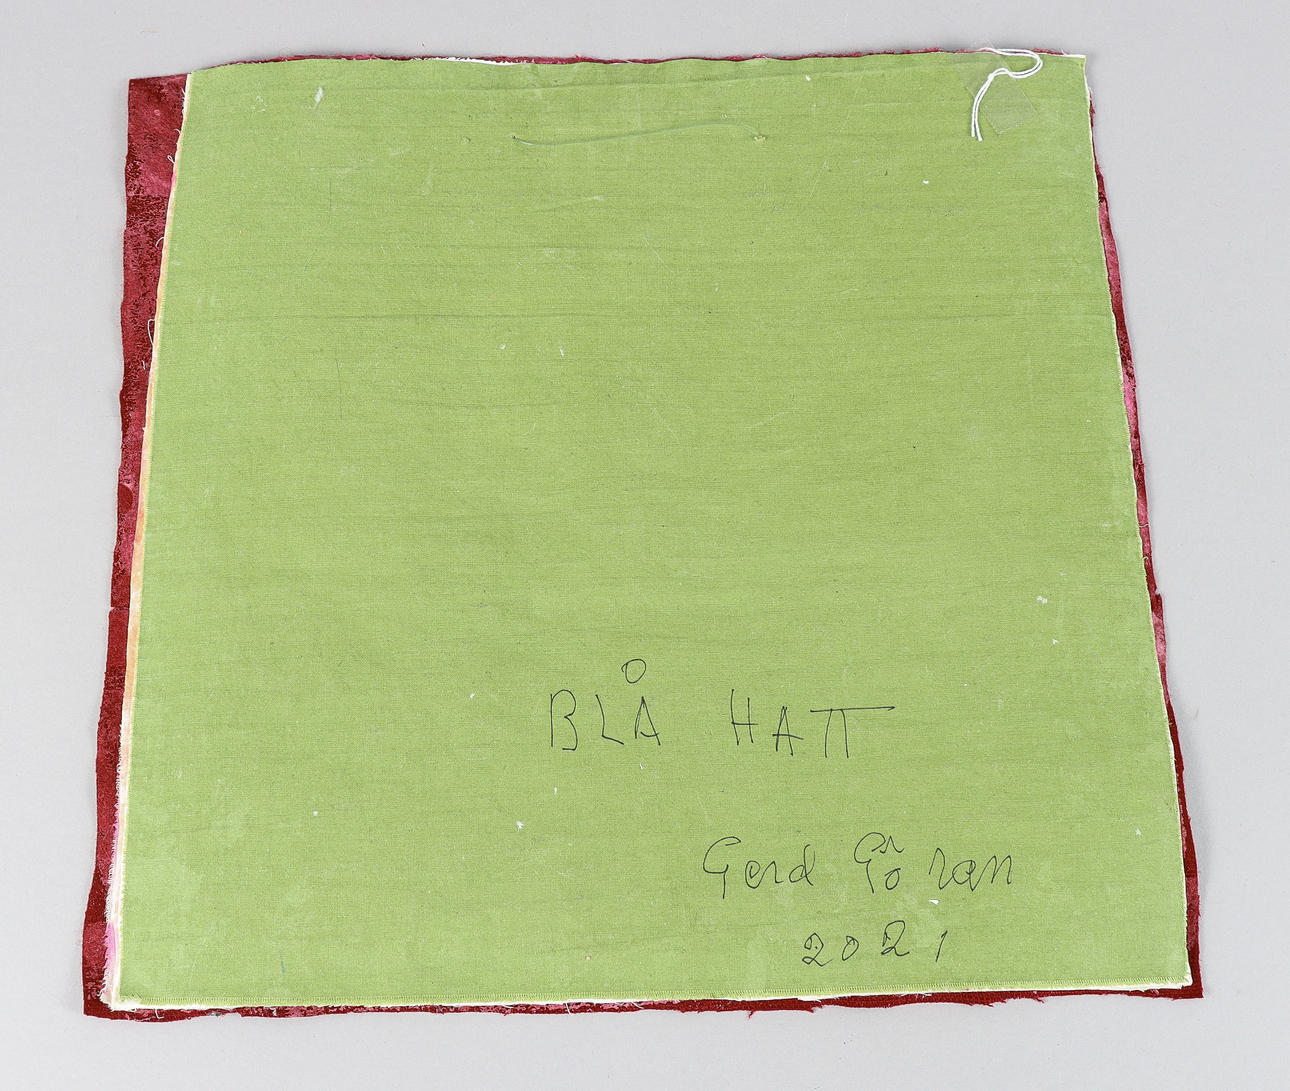 BLÅ HATT
Gerd Göran
2021